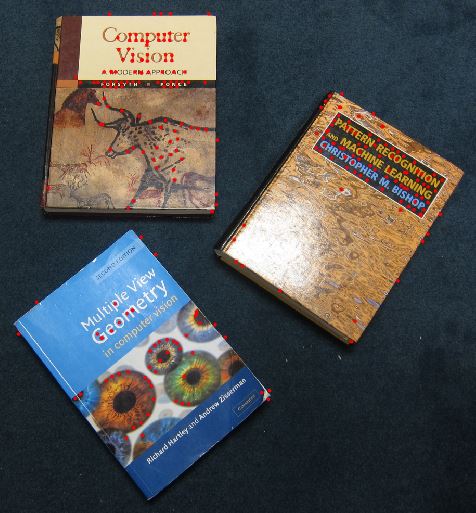 Computer
Vision
A MODERN APPROACH
FORSYTH PONCE
PATTERN RECOGNITION
AND MACHINE LEARNING
CHRISTOPHER M. BISHOP
SECOND EDITION
Multiple View
Geometry
in computer vision
Richard Hartley and Andrew Zisserman